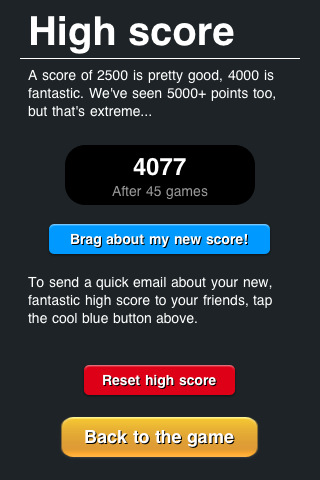 High score
A score of 2500 is pretty good, 4000 is
fantastic. We've seen 5000+ points too,
but that's extreme...
4077
After 45 games
Brag about my new score!
To send a quick email about your new,
fantastic high score to your friends, tap
the cool blue button above.
Reset high score
Back to the game